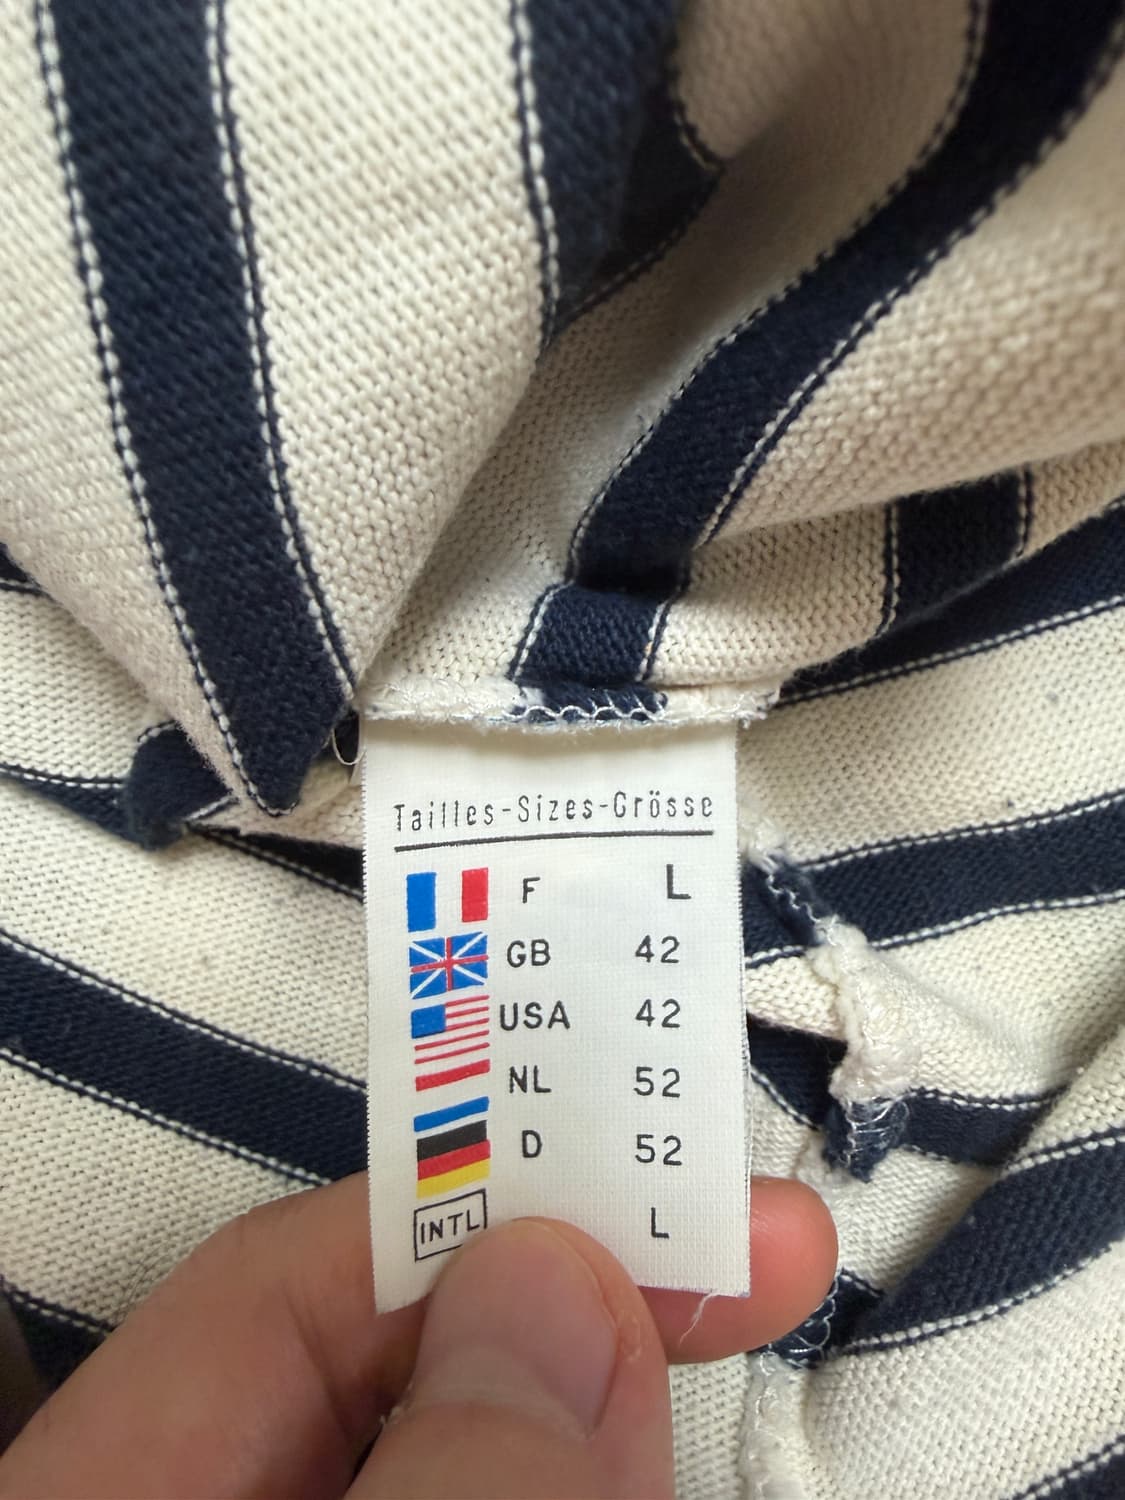 Tailles-Sizes-Grösse
F L
GB 42
USA 42
NL 52
D 52
INTL L